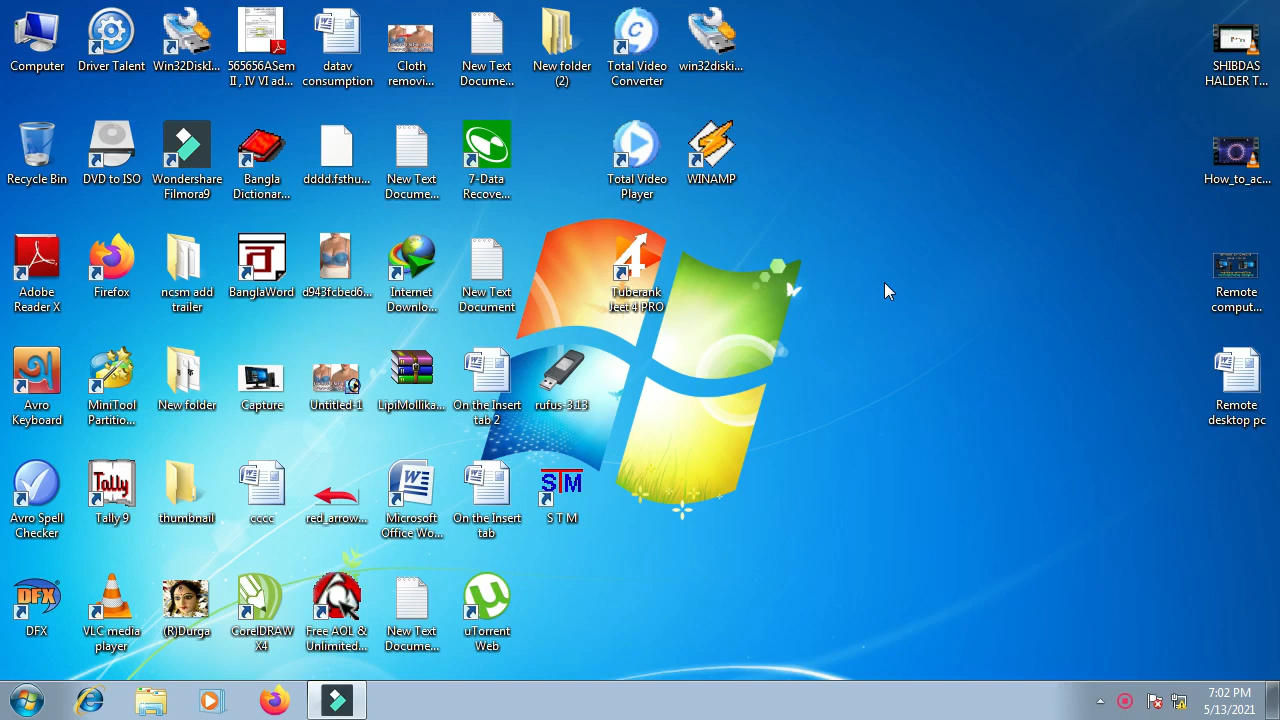 Computer
Driver Talent
Win32DiskI...
565656ASem
II , IV VI ad...
datav
consumption
Cloth
removi...
New Text
Docume...
New folder
(2)
Total Video
Converter
win32diski...
SHIBDAS
HALDER T...
Recycle Bin
DVD to ISO
Wondershare
Filmora9
Bangla
Dictionar...
dddd.fsthu...
New Text
Docume...
7-Data
Recove...
Total Video
Player
WINAMP
How_to_ac...
Adobe
Reader X
Firefox
ncsm add
trailer
BanglaWord
d943fcbed6...
Internet
Downlo...
New Text
Document
Tuberank
Jeet 4 PRO
Remote
comput...
Avro
Keyboard
MiniTool
Partitio...
New folder
Capture
Untitled-1
LipiMollika...
On the Insert
tab 2
rufus-3.13
Remote
desktop pc
Tally
STM
Avro Spell
Checker
Tally 9
thumbnail
cccc
red_arrow...
Microsoft
Office Wo...
On the Insert
tab
S T M
DFX
DFX
VLC media
player
(R)Durga
CorelDRAW
X4
Free AOL &
Unlimited...
New Text
Docume...
uTorrent
Web
7:02 PM
5/13/2021